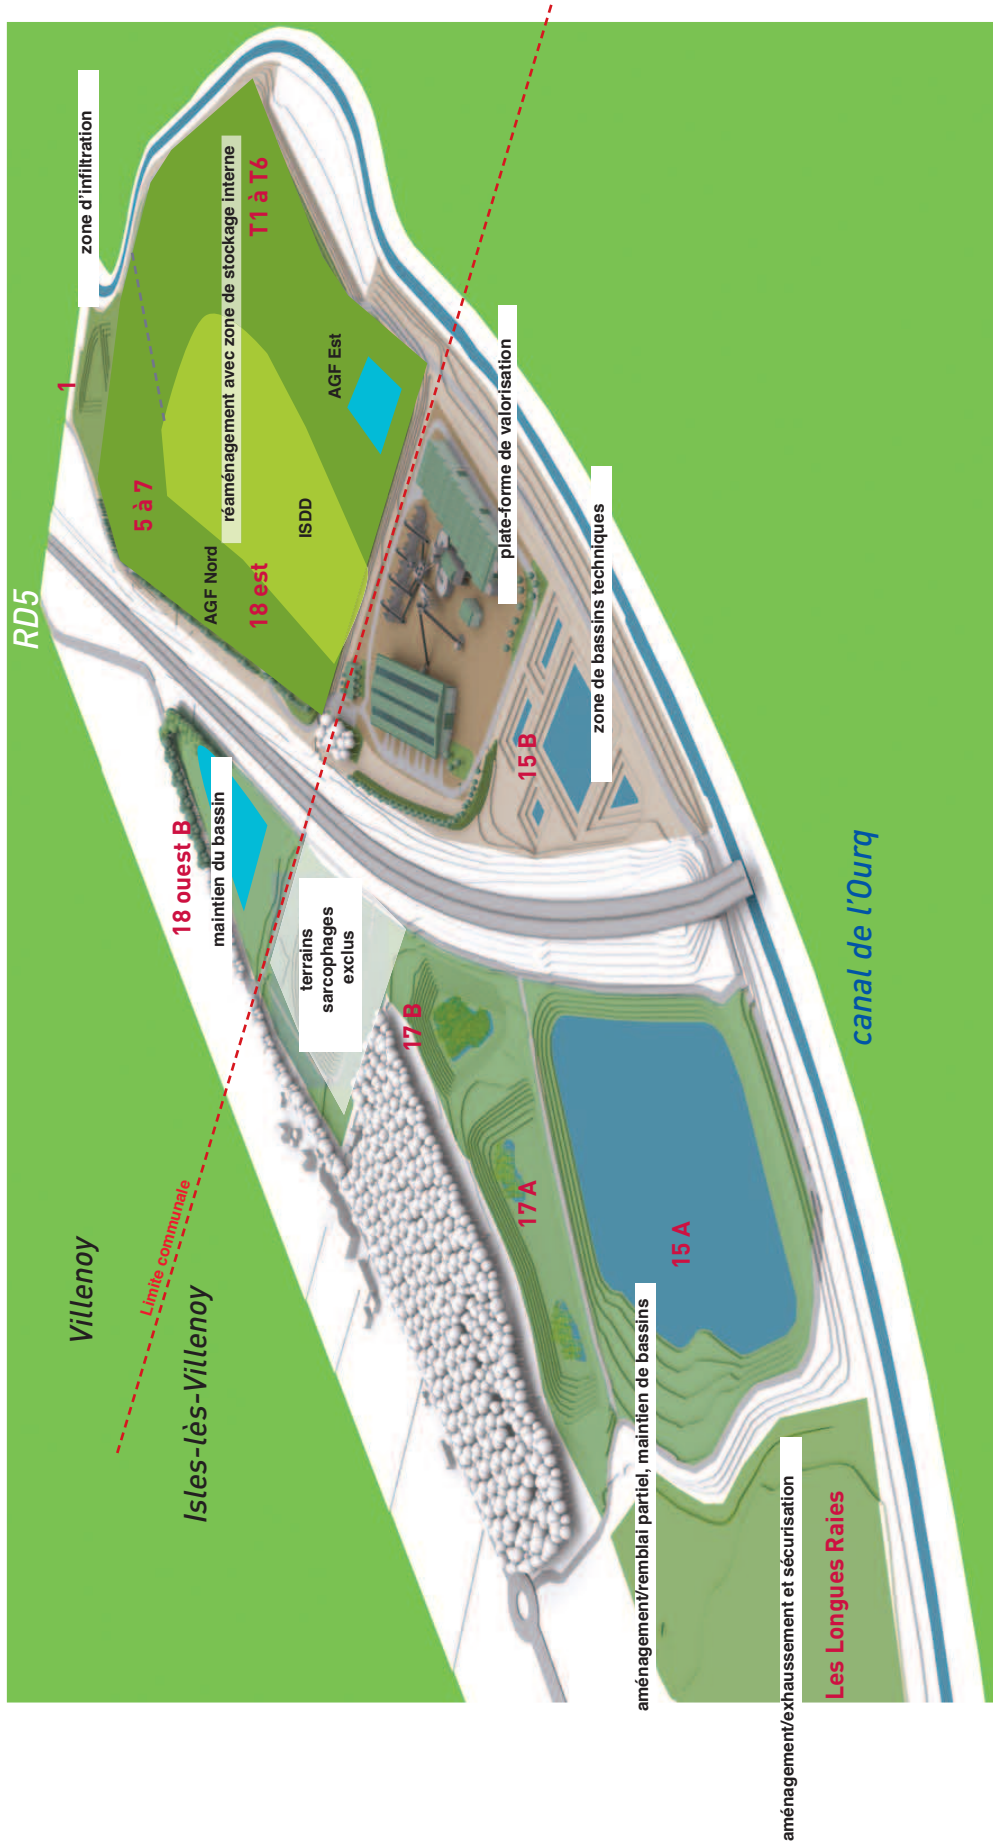 Villenoy
Limite communale
Isles-lès-Villenoy
RD5
18 ouest B
maintien du bassin
terrains
sarcophages
exclus
1
zone d'infiltration
5 à 7
AGF Nord
18 est
réaménagement avec zone de stockage interne
T1 à T6
ISDD
AGF Est
plate-forme de valorisation
15 B
zone de bassins techniques
17 B
17 A
15 A
aménagement/remblai partiel, maintien de bassins
aménagement/exhaussement et sécurisation
Les Longues Raies
canal de l'Ourq